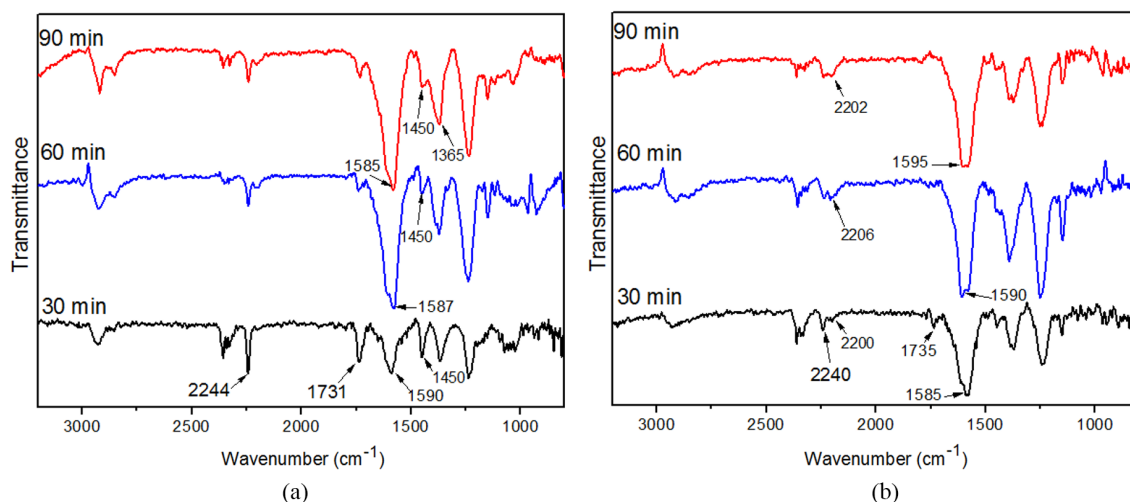 90 min
1450
1365
1585
60 min
1450
1587
30 min
2244
1731
1450
1590
Transmittance
3000
2500
2000
1500
1000
Wavenumber (cm⁻¹)
(a)
90 min
2202
1595
60 min
2206
1590
30 min
2200
1735
2240
1585
Transmittance
3000
2500
2000
1500
1000
Wavenumber (cm⁻¹)
(b)